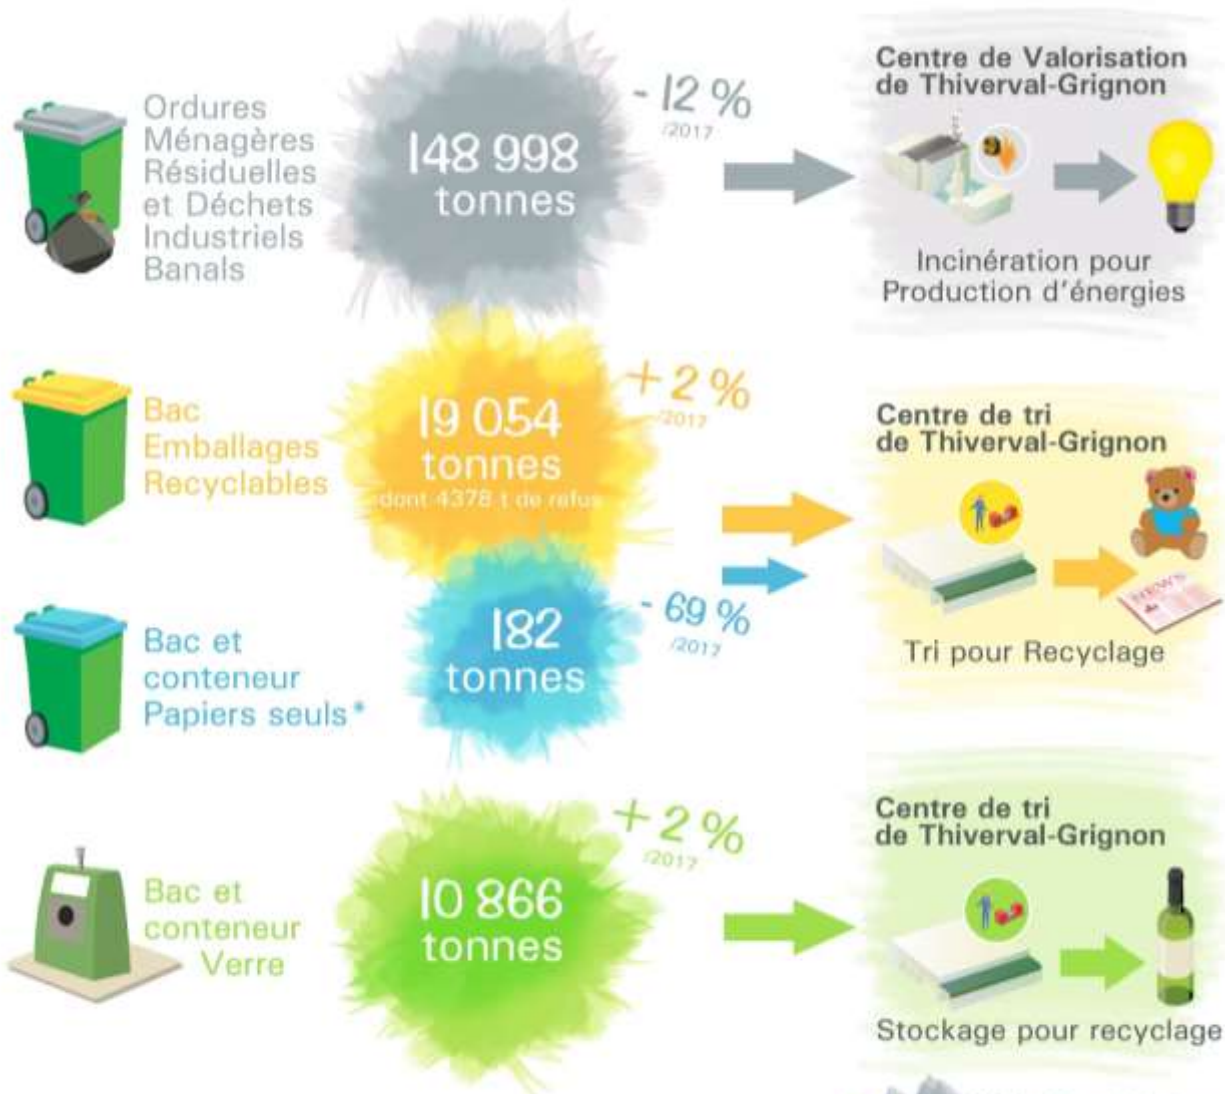 Ordures
Ménagères
Résiduelles
et Déchets
Industriels
Banals
148 998
tonnes
- 12 %
/2017
Centre de Valorisation
de Thiverval-Grignon
Incinération pour
Production d'énergies
Bac
Emballages
Recyclables
19 054
tonnes
dont 4378 t de refus
+ 2 %
/2017
Centre de tri
de Thiverval-Grignon
NEWS
Tri pour Recyclage
Bac et
conteneur
Papiers seuls*
182
tonnes
- 69 %
/2017
Bac et
conteneur
Verre
10 866
tonnes
+ 2 %
/2017
Centre de tri
de Thiverval-Grignon
Stockage pour recyclage